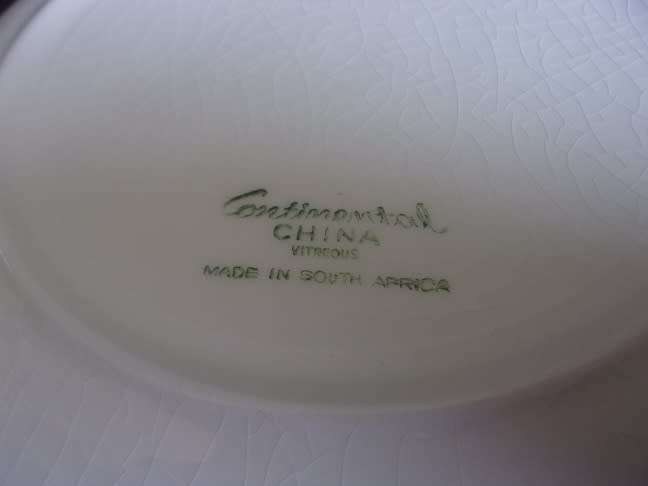 Continental
CHINA
VITREOUS
MADE IN SOUTH AFRICA